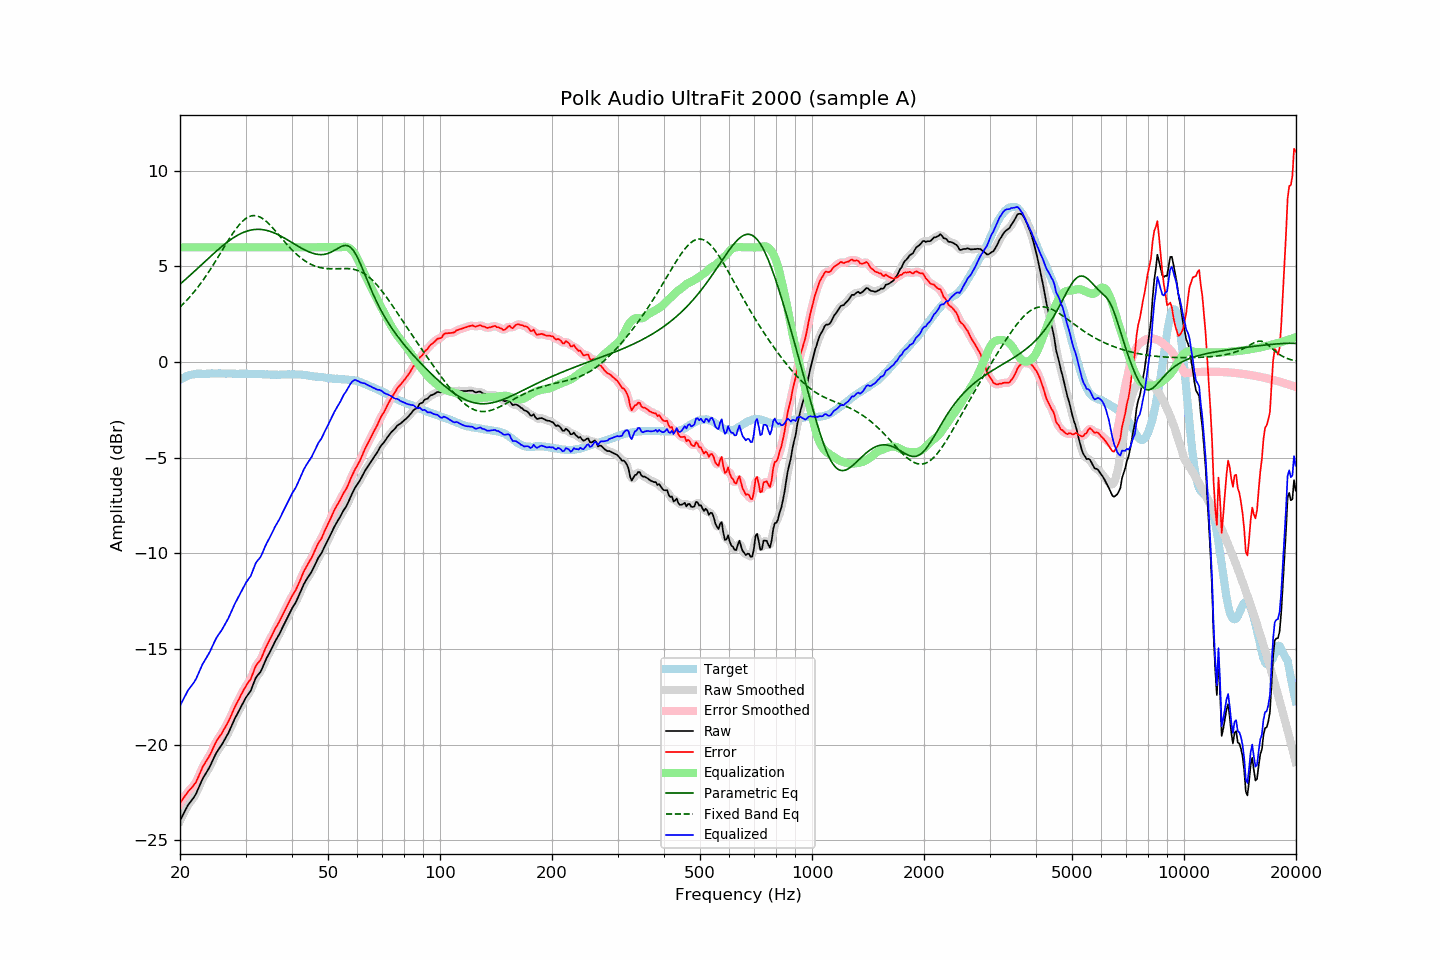 Polk Audio UltraFit 2000 (sample A)
10
5
0
−5
−10
−15
−20
−25
Amplitude (dBr)
Target
Raw Smoothed
Error Smoothed
Raw
Error
Equalization
Parametric Eq
Fixed Band Eq
Equalized
20 50 100 200 500 1000 2000 5000 10000 20000
Frequency (Hz)